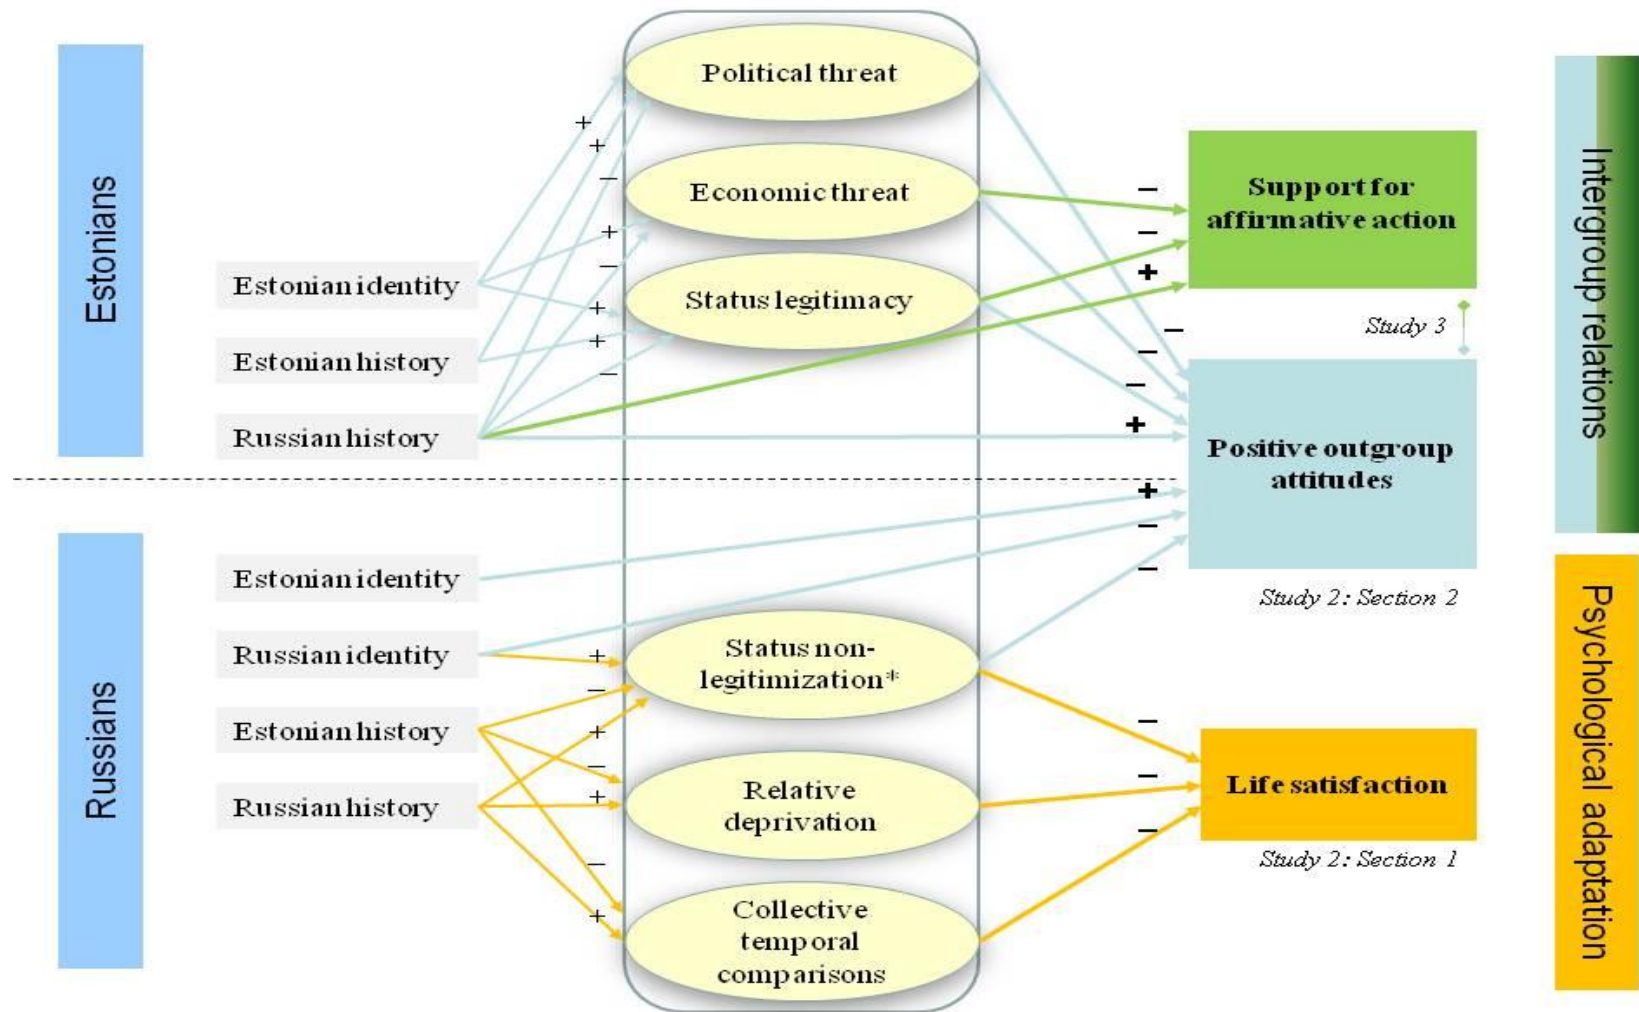 Estonians
Estonian identity
Estonian history
Russian history
Political threat
Economic threat
Status legitimacy
+
+
–
+
–
+
+
–
–
–
+
–
–
–
+
Support for
affirmative action
Study 3
Positive outgroup
attitudes
Study 2: Section 2
Intergroup relations
Russians
Estonian identity
Russian identity
Estonian history
Russian history
+
–
+
–
+
–
+
Status non-
legitimization*
Relative
deprivation
Collective
temporal
comparisons
+
–
–
–
–
–
Life satisfaction
Study 2: Section 1
Psychological adaptation